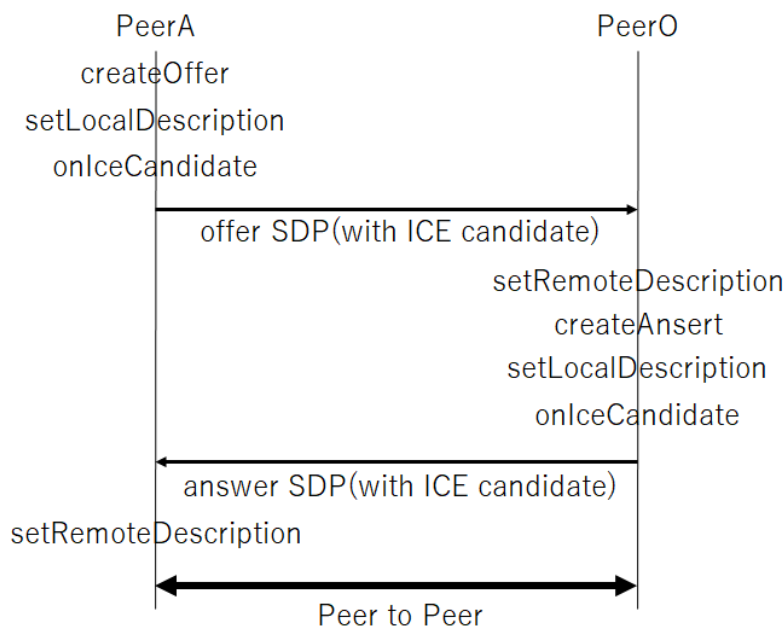 PeerA
PeerO
createOffer
setLocalDescription
onIceCandidate
offer SDP(with ICE candidate)
setRemoteDescription
createAnsert
setLocalDescription
onIceCandidate
answer SDP(with ICE candidate)
setRemoteDescription
Peer to Peer